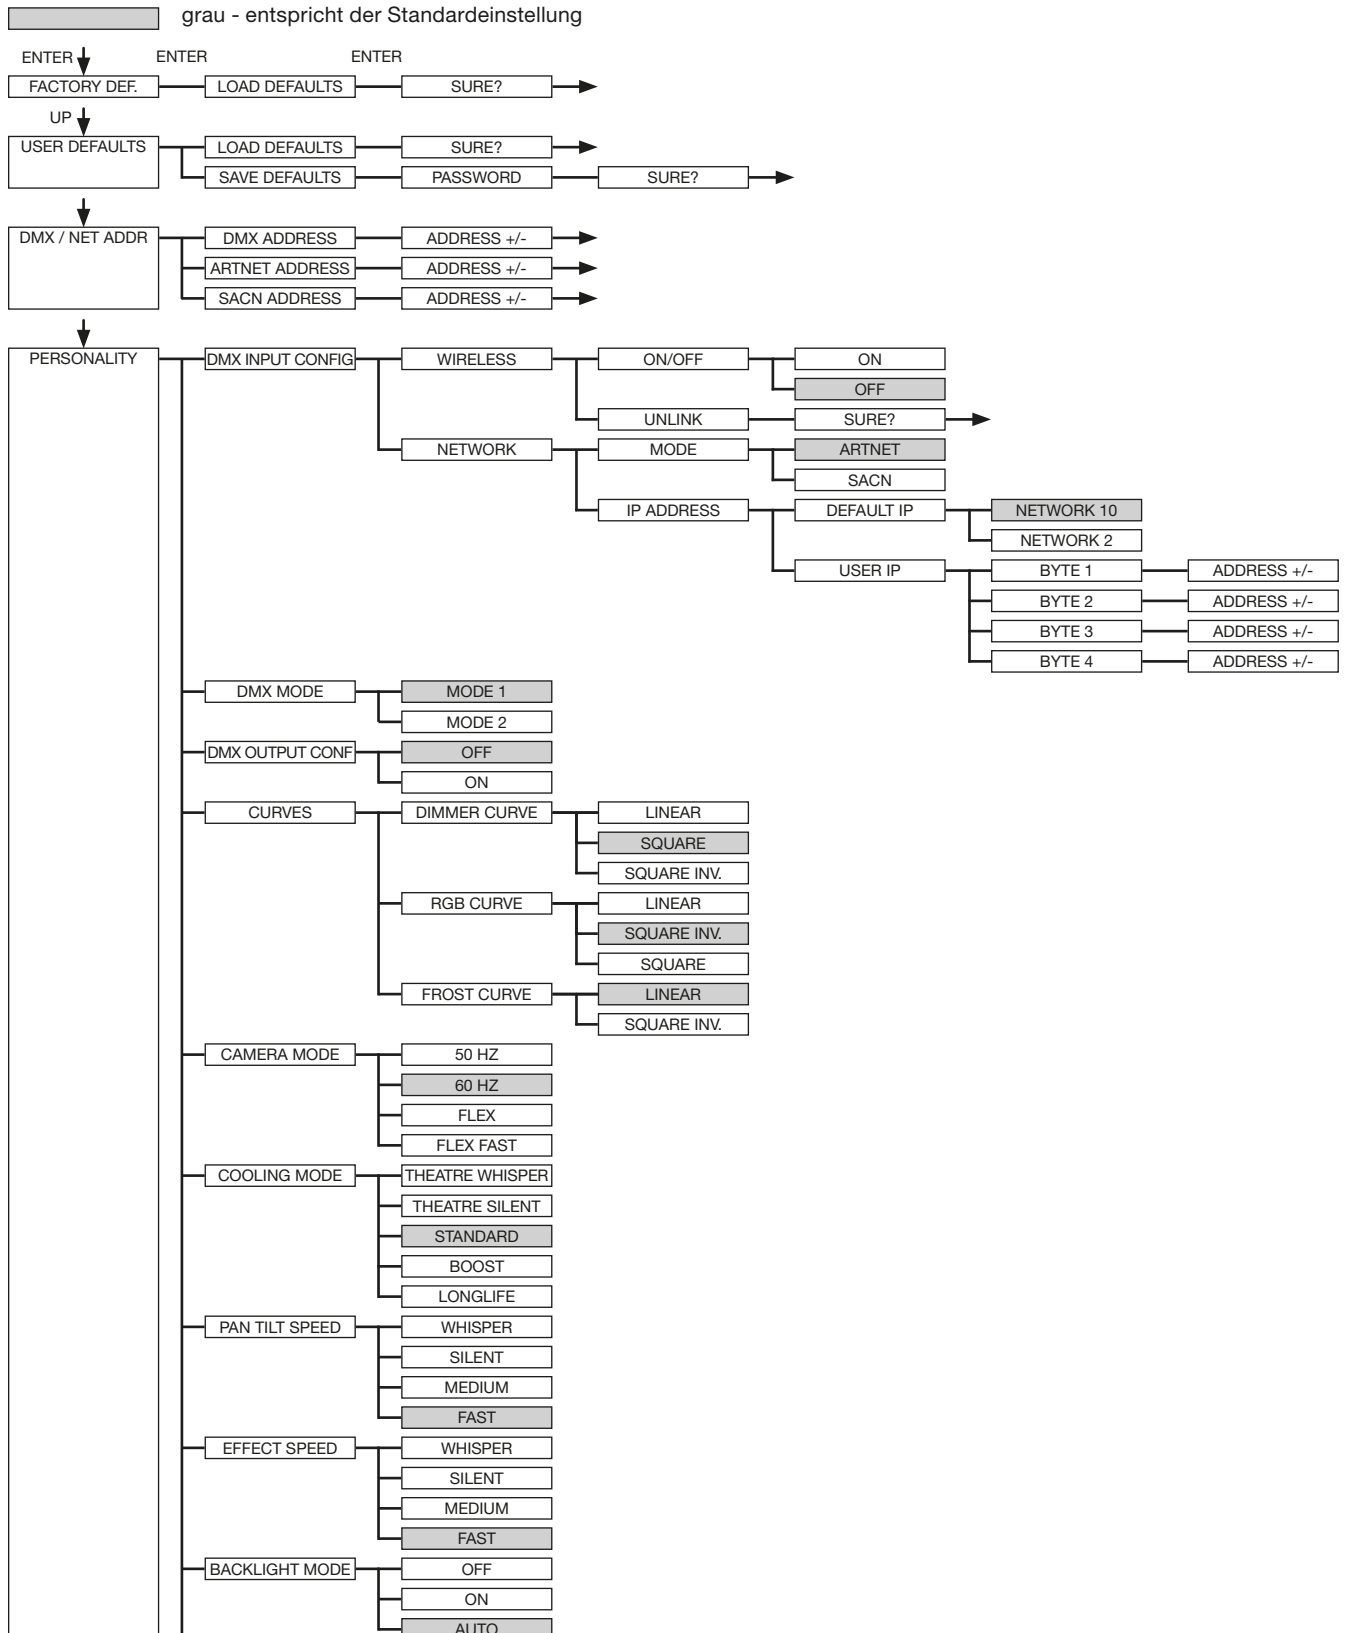 grau - entspricht der Standardeinstellung
ENTER ENTER ENTER
FACTORY DEF. LOAD DEFAULTS SURE?
UP
USER DEFAULTS LOAD DEFAULTS SURE?
SAVE DEFAULTS PASSWORD SURE?
DMX / NET ADDR DMX ADDRESS ADDRESS +/-
ARTNET ADDRESS ADDRESS +/-
SACN ADDRESS ADDRESS +/-
PERSONALITY DMX INPUT CONFIG WIRELESS ON/OFF ON
OFF
UNLINK SURE?
NETWORK MODE ARTNET
SACN
IP ADDRESS DEFAULT IP NETWORK 10
NETWORK 2
USER IP BYTE 1 ADDRESS +/-
BYTE 2 ADDRESS +/-
BYTE 3 ADDRESS +/-
BYTE 4 ADDRESS +/-
DMX MODE MODE 1
MODE 2
DMX OUTPUT CONF OFF
ON
CURVES DIMMER CURVE LINEAR
SQUARE
SQUARE INV.
RGB CURVE LINEAR
SQUARE INV.
SQUARE
FROST CURVE LINEAR
SQUARE INV.
CAMERA MODE 50 HZ
60 HZ
FLEX
FLEX FAST
COOLING MODE THEATRE WHISPER
THEATRE SILENT
STANDARD
BOOST
LONGLIFE
PAN TILT SPEED WHISPER
SILENT
MEDIUM
FAST
EFFECT SPEED WHISPER
SILENT
MEDIUM
FAST
BACKLIGHT MODE OFF
ON
AUTO